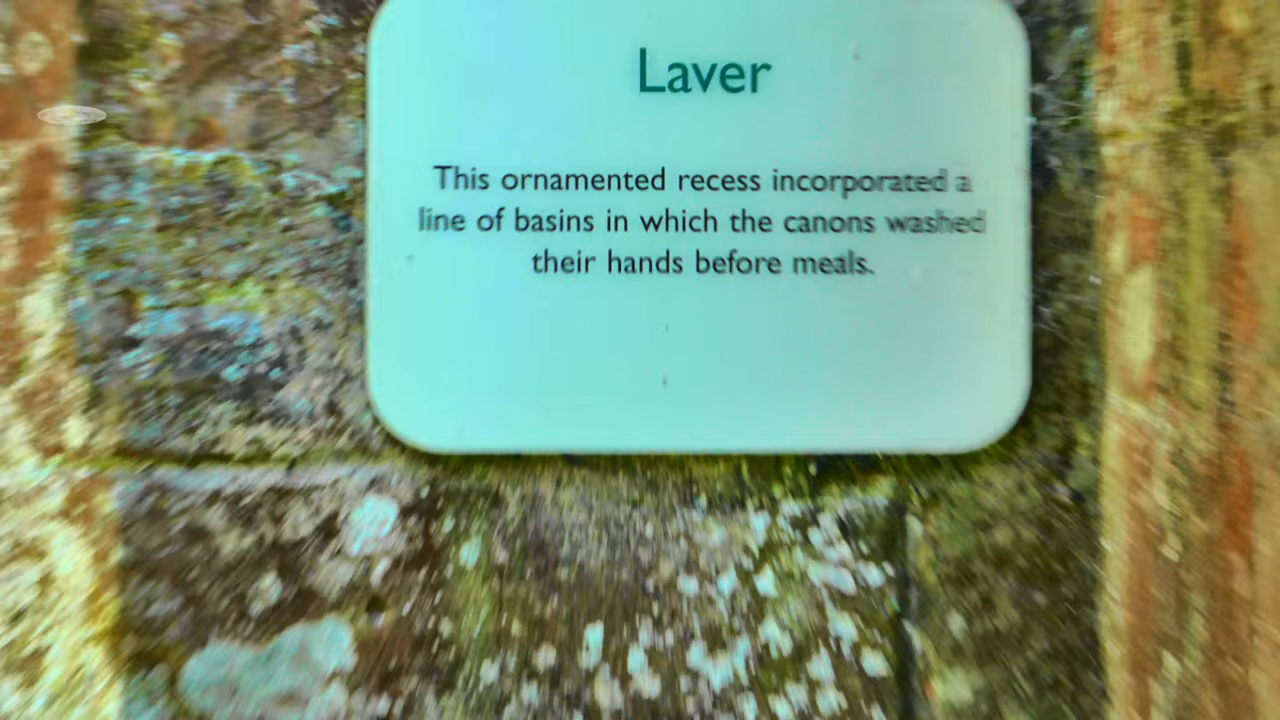 Laver
This ornamented recess incorporated a
line of basins in which the canons washed
their hands before meals.